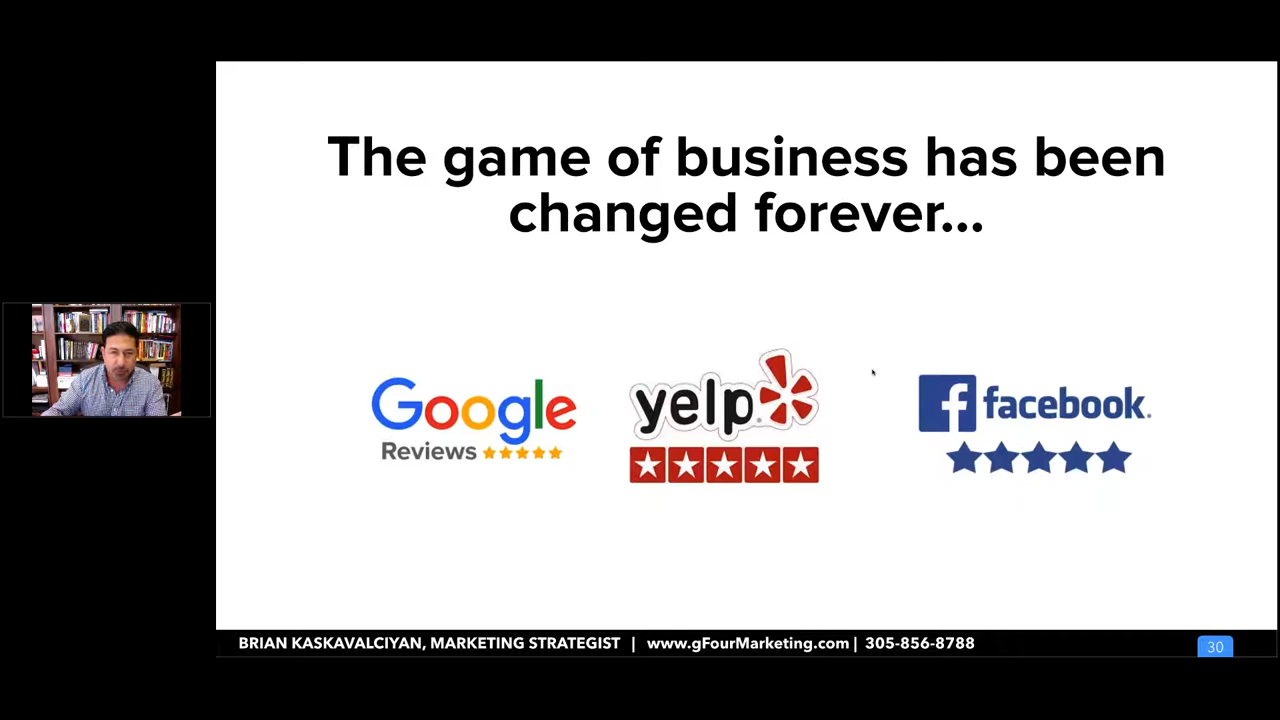 The game of business has been
changed forever...
Google
Reviews
yelp
facebook.
BRIAN KASKAVALCIYAN, MARKETING STRATEGIST | www.gFourMarketing.com | 305-856-8788
30